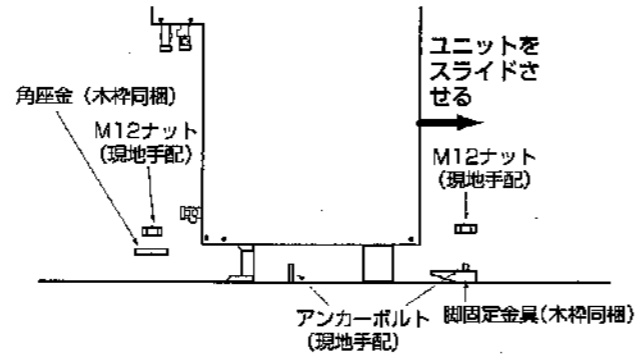 ユニットを
スライドさ
せる
角座金（木枠同梱）
M12ナット
（現地手配）
M12ナット
（現地手配）
アンカーボルト
（現地手配）
脚固定金具（木枠同梱）